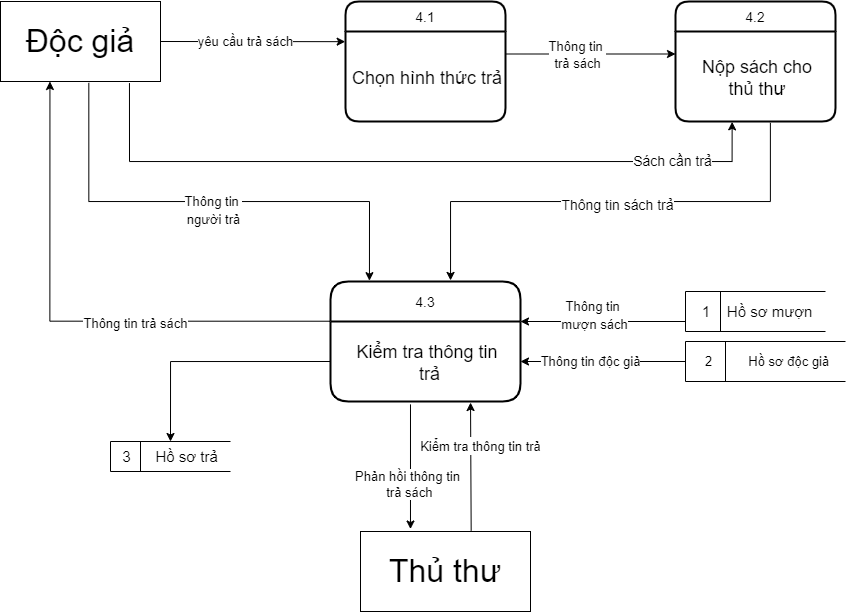 4.1
4.2
Độc giả
yêu cầu trả sách
Chọn hình thức trả
Thông tin
trả sách
Nộp sách cho
thủ thư
Sách cần trả
Thông tin
người trả
Thông tin sách trả
4.3
Thông tin trả sách
Kiểm tra thông tin
trả
Thông tin
mượn sách
1
Hồ sơ mượn
Thông tin độc giả
2
Hồ sơ độc giả
3
Hồ sơ trả
Kiểm tra thông tin trả
Phản hồi thông tin
trả sách
Thủ thư